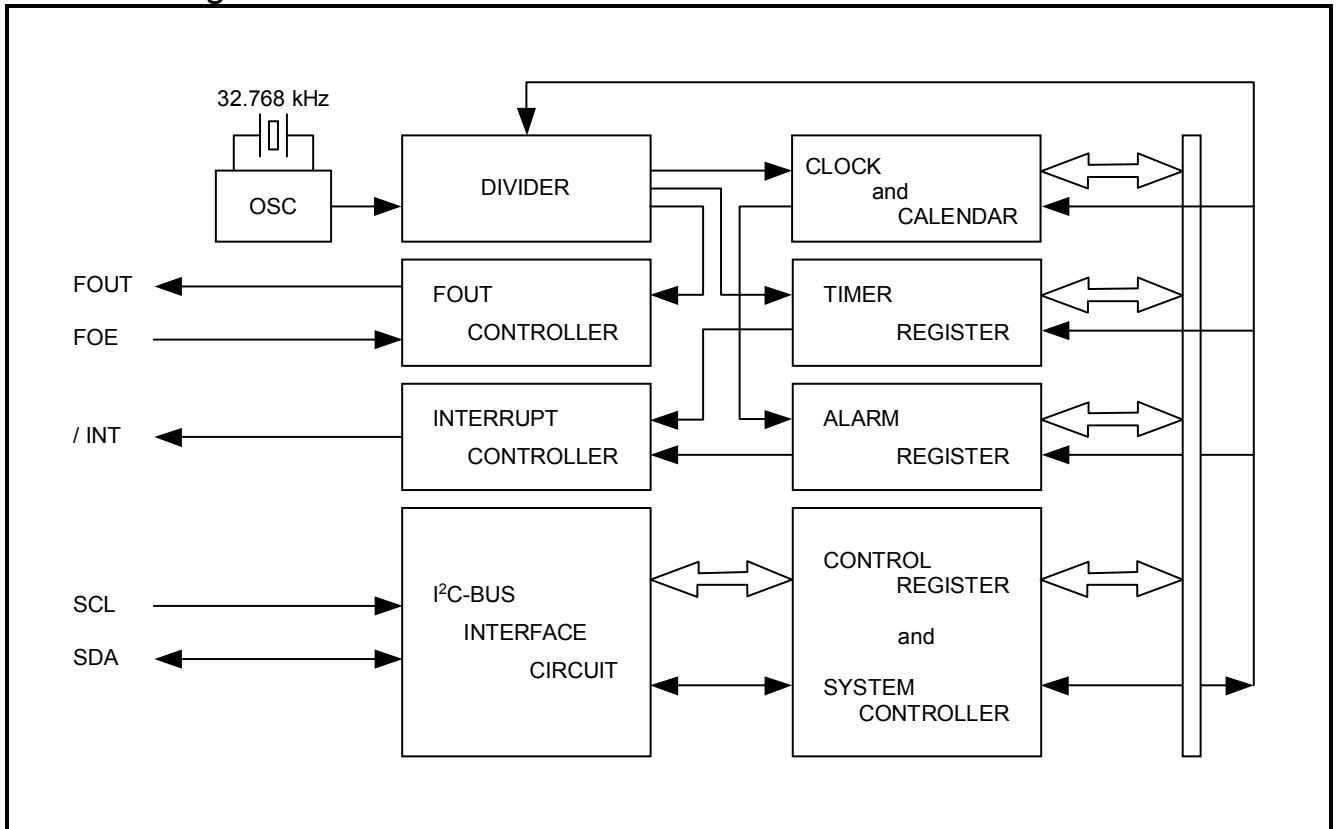 32.768 kHz
OSC
DIVIDER
CLOCK
and
CALENDAR
FOUT
FOE
FOUT
CONTROLLER
TIMER
REGISTER
/ INT
INTERRUPT
CONTROLLER
ALARM
REGISTER
SCL
SDA
I²C-BUS
INTERFACE
CIRCUIT
CONTROL
REGISTER
and
SYSTEM
CONTROLLER